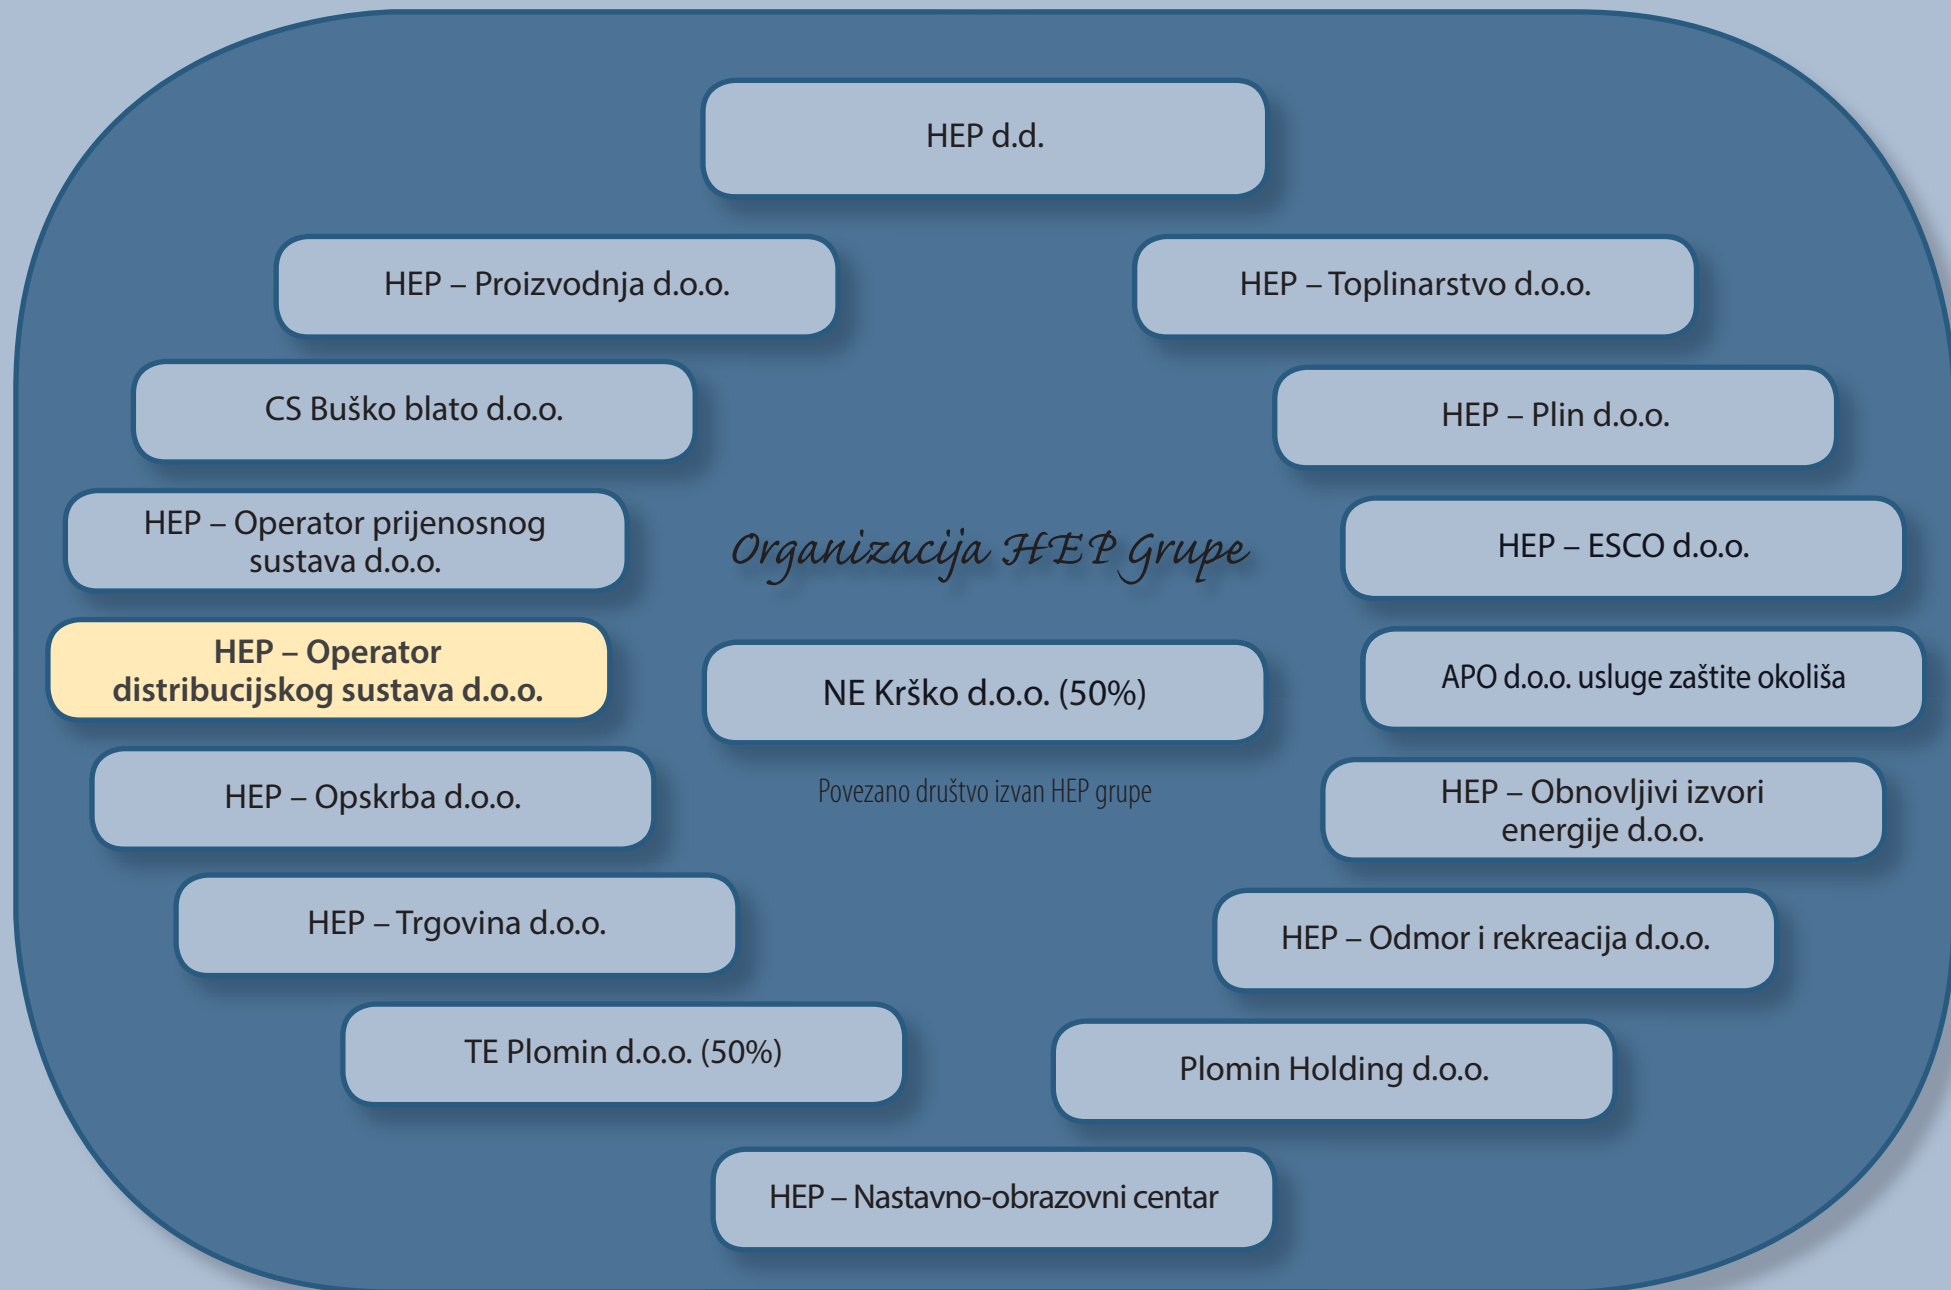 HEP d.d.
HEP – Proizvodnja d.o.o.
HEP – Toplinarstvo d.o.o.
CS Buško blato d.o.o.
HEP – Plin d.o.o.
HEP – Operator prijenosnog
sustava d.o.o.
Organizacija HEP Grupe
HEP – ESCO d.o.o.
HEP – Operator
distribucijskog sustava d.o.o.
NE Krško d.o.o. (50%)
APO d.o.o. usluge zaštite okoliša
HEP – Opskrba d.o.o.
Povezano društvo izvan HEP grupe
HEP – Obnovljivi izvori
energije d.o.o.
HEP – Trgovina d.o.o.
HEP – Odmor i rekreacija d.o.o.
TE Plomin d.o.o. (50%)
Plomin Holding d.o.o.
HEP – Nastavno-obrazovni centar